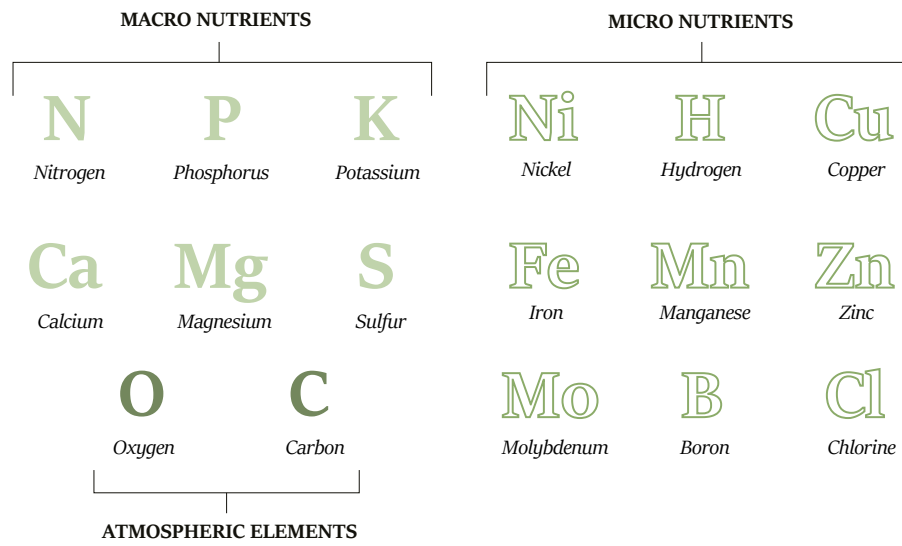 MACRO NUTRIENTS
N P K
Nitrogen Phosphorus Potassium
Ca Mg S
Calcium Magnesium Sulfur
O C
Oxygen Carbon
ATMOSPHERIC ELEMENTS
MICRO NUTRIENTS
Ni H Cu
Nickel Hydrogen Copper
Fe Mn Zn
Iron Manganese Zinc
Mo B Cl
Molybdenum Boron Chlorine